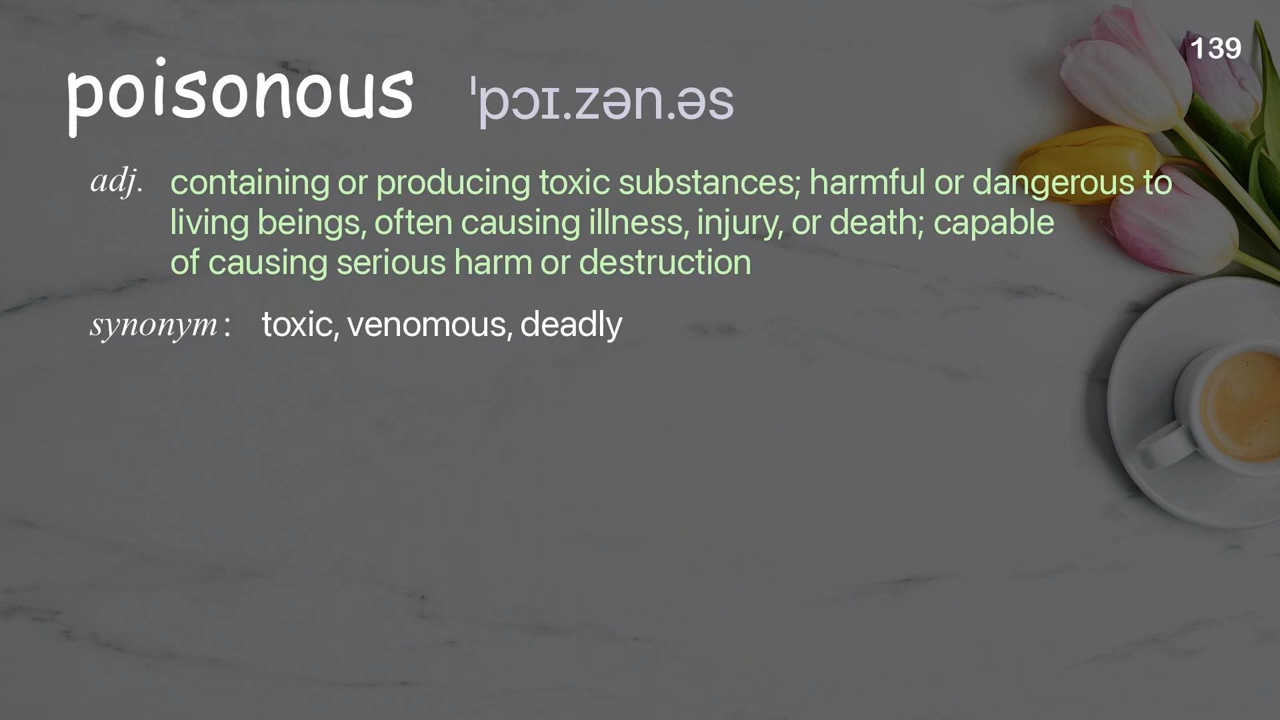 139
poisonous ˈpɔɪ.zən.əs
adj. containing or producing toxic substances; harmful or dangerous to
living beings, often causing illness, injury, or death; capable
of causing serious harm or destruction
synonym: toxic, venomous, deadly